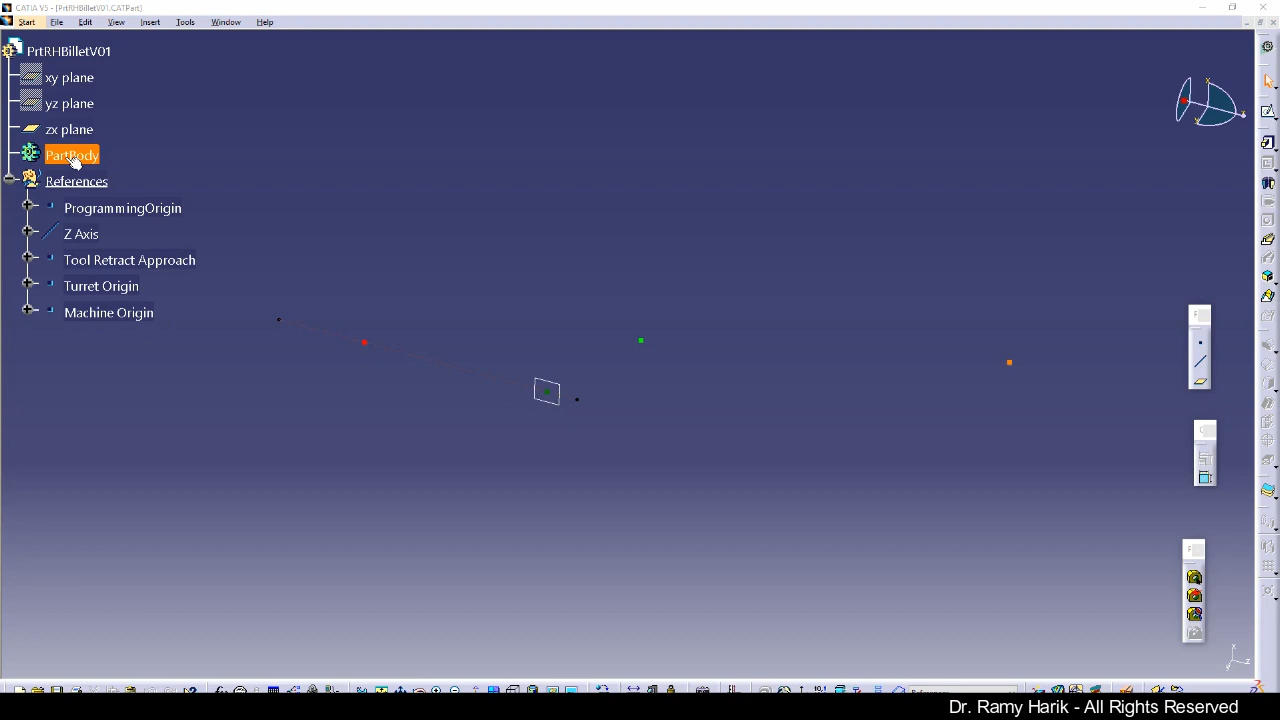 CATIA V5 - [PrtRHBilletV01.CATPart]
Start File Edit View Insert Tools Window Help
PrtRHBilletV01
xy plane
yz plane
zx plane
PartBody
References
ProgrammingOrigin
Z Axis
Tool Retract Approach
Turret Origin
Machine Origin
Dr. Ramy Harik - All Rights Reserved